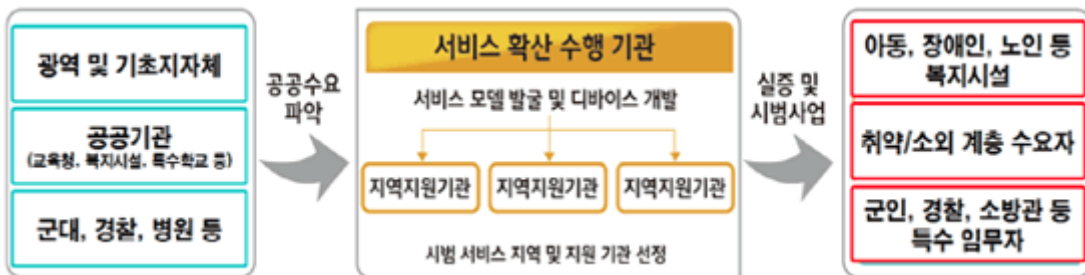 광역 및 기초지자체
공공기관
(교육청, 복지시설, 특수학교 등)
군대, 경찰, 병원 등
공공수요
파악
서비스 확산 수행 기관
서비스 모델 발굴 및 디바이스 개발
지역지원기관 지역지원기관 지역지원기관
시범 서비스 지역 및 지원 기관 선정
실증 및
시범사업
아동, 장애인, 노인 등
복지시설
취약/소외 계층 수요자
군인, 경찰, 소방관 등
특수 임무자